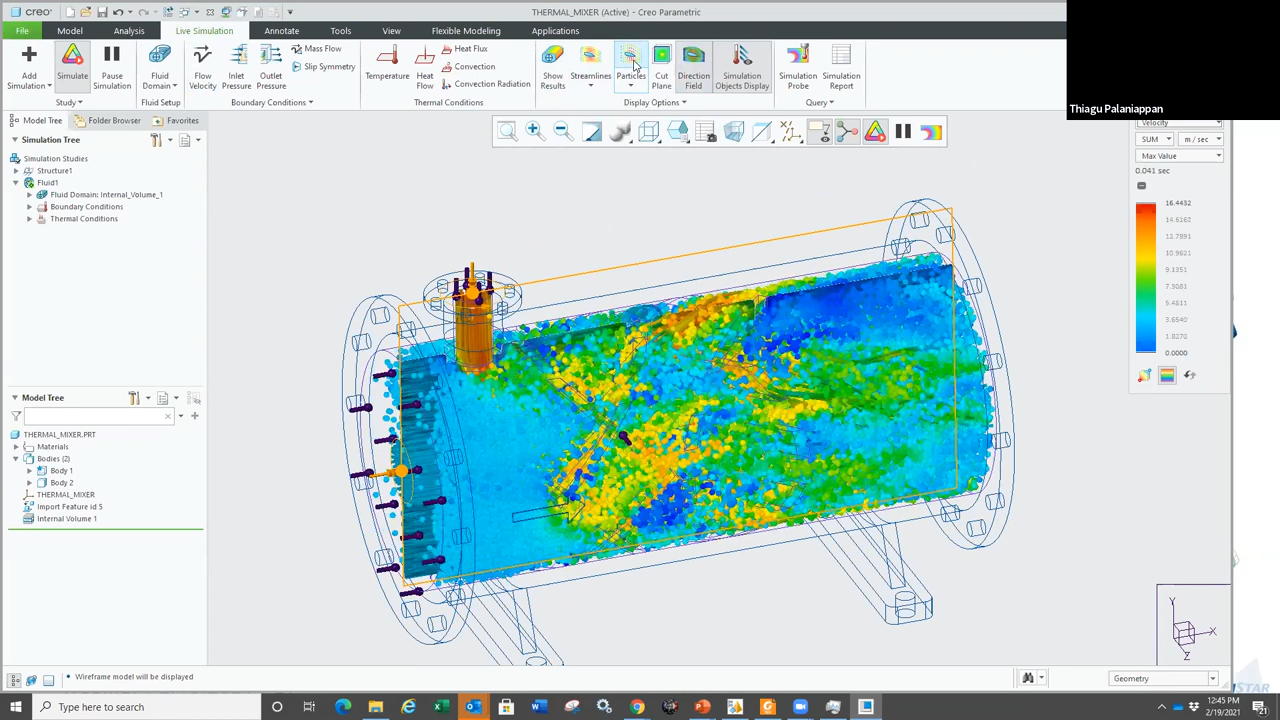 creo
THERMAL_MIXER (Active) - Creo Parametric
File Model Analysis Live Simulation Annotate Tools View Flexible Modeling Applications
Add Simulation
Simulate
Pause Simulation
Study
Fluid Domain
Fluid Setup
Flow Velocity
Inlet Pressure
Outlet Pressure
Mass Flow
Slip Symmetry
Boundary Conditions
Temperature
Heat Flow
Heat Flux
Convection
Convection Radiation
Thermal Conditions
Show Results
Streamlines
Particles
Cut Plane
Direction Field
Simulation Objects Display
Display Options
Simulation Probe
Simulation Report
Query
Thiagu Palaniappan
Model Tree Folder Browser Favorites
Simulation Tree
Simulation Studies
Structure1
Fluid1
Fluid Domain: Internal_Volume_1
Boundary Conditions
Thermal Conditions
Model Tree
THERMAL_MIXER.PRT
Materials
Bodies (2)
Body 1
Body 2
THERMAL_MIXER
Import Feature id 5
Internal Volume 1
Velocity
SUM m / sec
Max Value
0.041 sec
16.4432
14.6162
12.7891
10.9621
9.1351
7.3081
5.4811
3.6540
1.8270
0.0000
Y
X
Z
Wireframe model will be displayed
Geometry
Type here to search
12:45 PM
2/19/2021
21